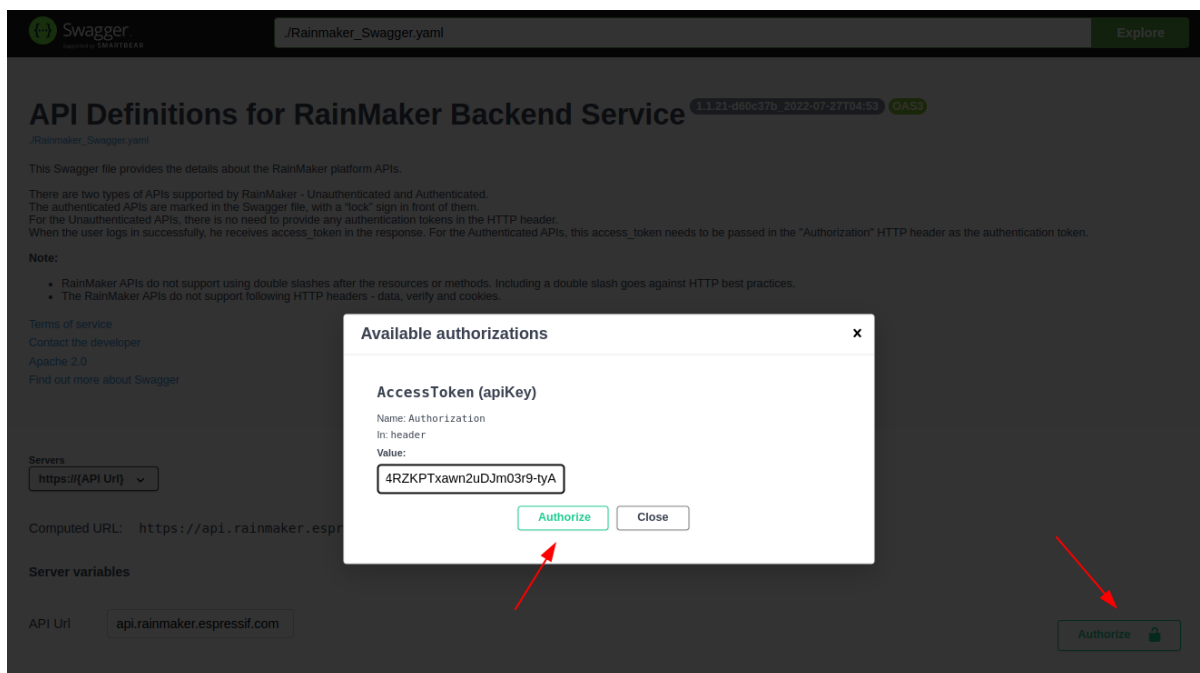 Swagger.
Supported by SMARTBEAR
./Rainmaker_Swagger.yaml
Explore
API Definitions for RainMaker Backend Service
1.1.21-d60c37b_2022-07-27T04:53
OAS3
./Rainmaker_Swagger.yaml
This Swagger file provides the details about the RainMaker platform APIs.
There are two types of APIs supported by RainMaker - Unauthenticated and Authenticated.
The authenticated APIs are marked in the Swagger file, with a "lock" sign in front of them.
For the Unauthenticated APIs, there is no need to provide any authentication tokens in the HTTP header.
When the user logs in successfully, he receives access_token in the response. For the Authenticated APIs, this access_token needs to be passed in the "Authorization" HTTP header as the authentication token.
Note:
RainMaker APIs do not support using double slashes after the resources or methods. Including a double slash goes against HTTP best practices.
The RainMaker APIs do not support following HTTP headers - data, verify and cookies.
Terms of service
Contact the developer
Apache 2.0
Find out more about Swagger
Available authorizations
x
AccessToken (apiKey)
Name: Authorization
In: header
Value:
4RZKPTxawn2uDJm03r9-tyA
Authorize
Close
Servers
https://{API Url}
Computed URL: https://api.rainmaker.espr
Server variables
API Url
api.rainmaker.espressif.com
Authorize